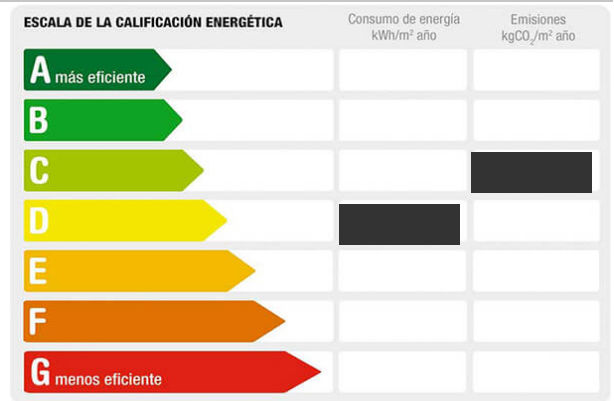 ESCALA DE LA CALIFICACIÓN ENERGÉTICA
Consumo de energía
kWh/m² año
Emisiones
kgCO₂/m² año
A más eficiente
B
C
D
E
F
G menos eficiente